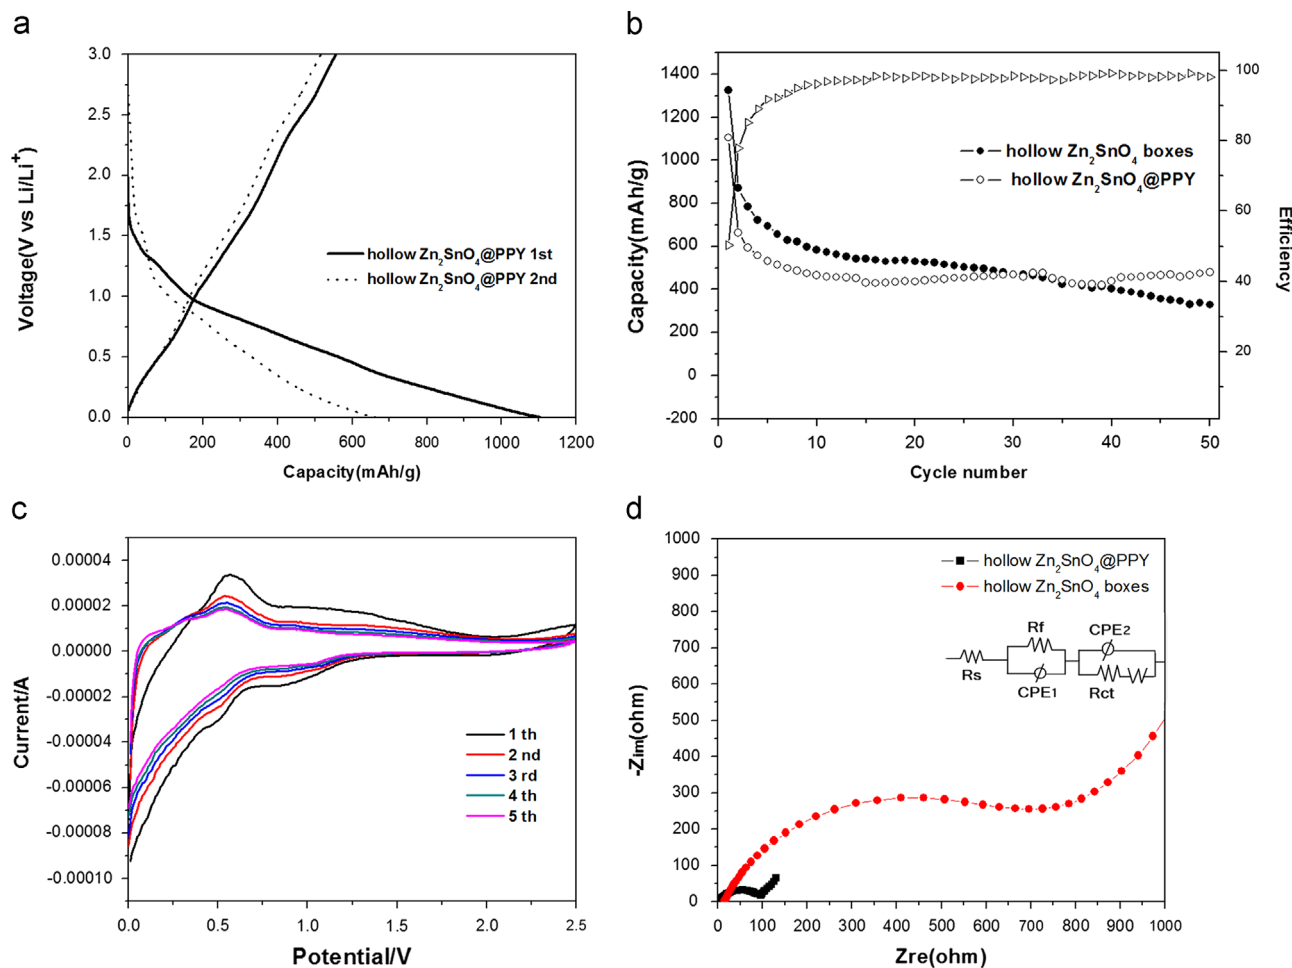 a
3.0
2.5
2.0
1.5
1.0
0.5
0.0
Voltage(V vs Li/Li+)
hollow Zn2SnO4@PPY 1st
hollow Zn2SnO4@PPY 2nd
0 200 400 600 800 1000 1200
Capacity(mAh/g)
b
1400
1200
1000
800
600
400
200
0
-200
Capacity(mAh/g)
hollow Zn2SnO4 boxes
hollow Zn2SnO4@PPY
100
80
60
40
20
Efficiency
0 10 20 30 40 50
Cycle number
c
0.00004
0.00002
0.00000
-0.00002
-0.00004
-0.00006
-0.00008
-0.00010
Current/A
1 th
2 nd
3 rd
4 th
5 th
0.0 0.5 1.0 1.5 2.0 2.5
Potential/V
d
1000
900
800
700
600
500
400
300
200
100
0
-Zim(ohm)
hollow Zn2SnO4@PPY
hollow Zn2SnO4 boxes
Rf
CPE2
Rs
CPE1
Rct
0 100 200 300 400 500 600 700 800 900 1000
Zre(ohm)